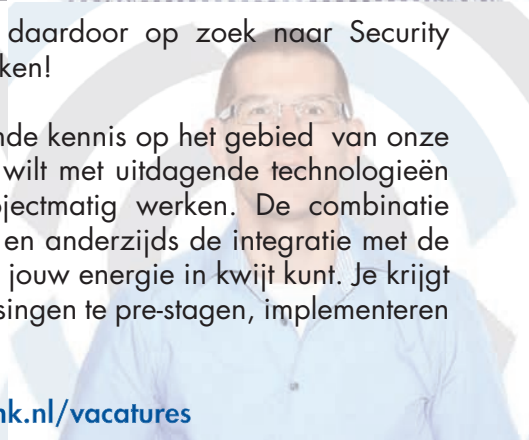 daardoor op zoek naar Security
ken!
nde kennis op het gebied van onze
wilt met uitdagende technologieën
jectmatig werken. De combinatie
en anderzijds de integratie met de
jouw energie in kwijt kunt. Je krijgt
singen te pre-stagen, implementeren
nk.nl/vacatures